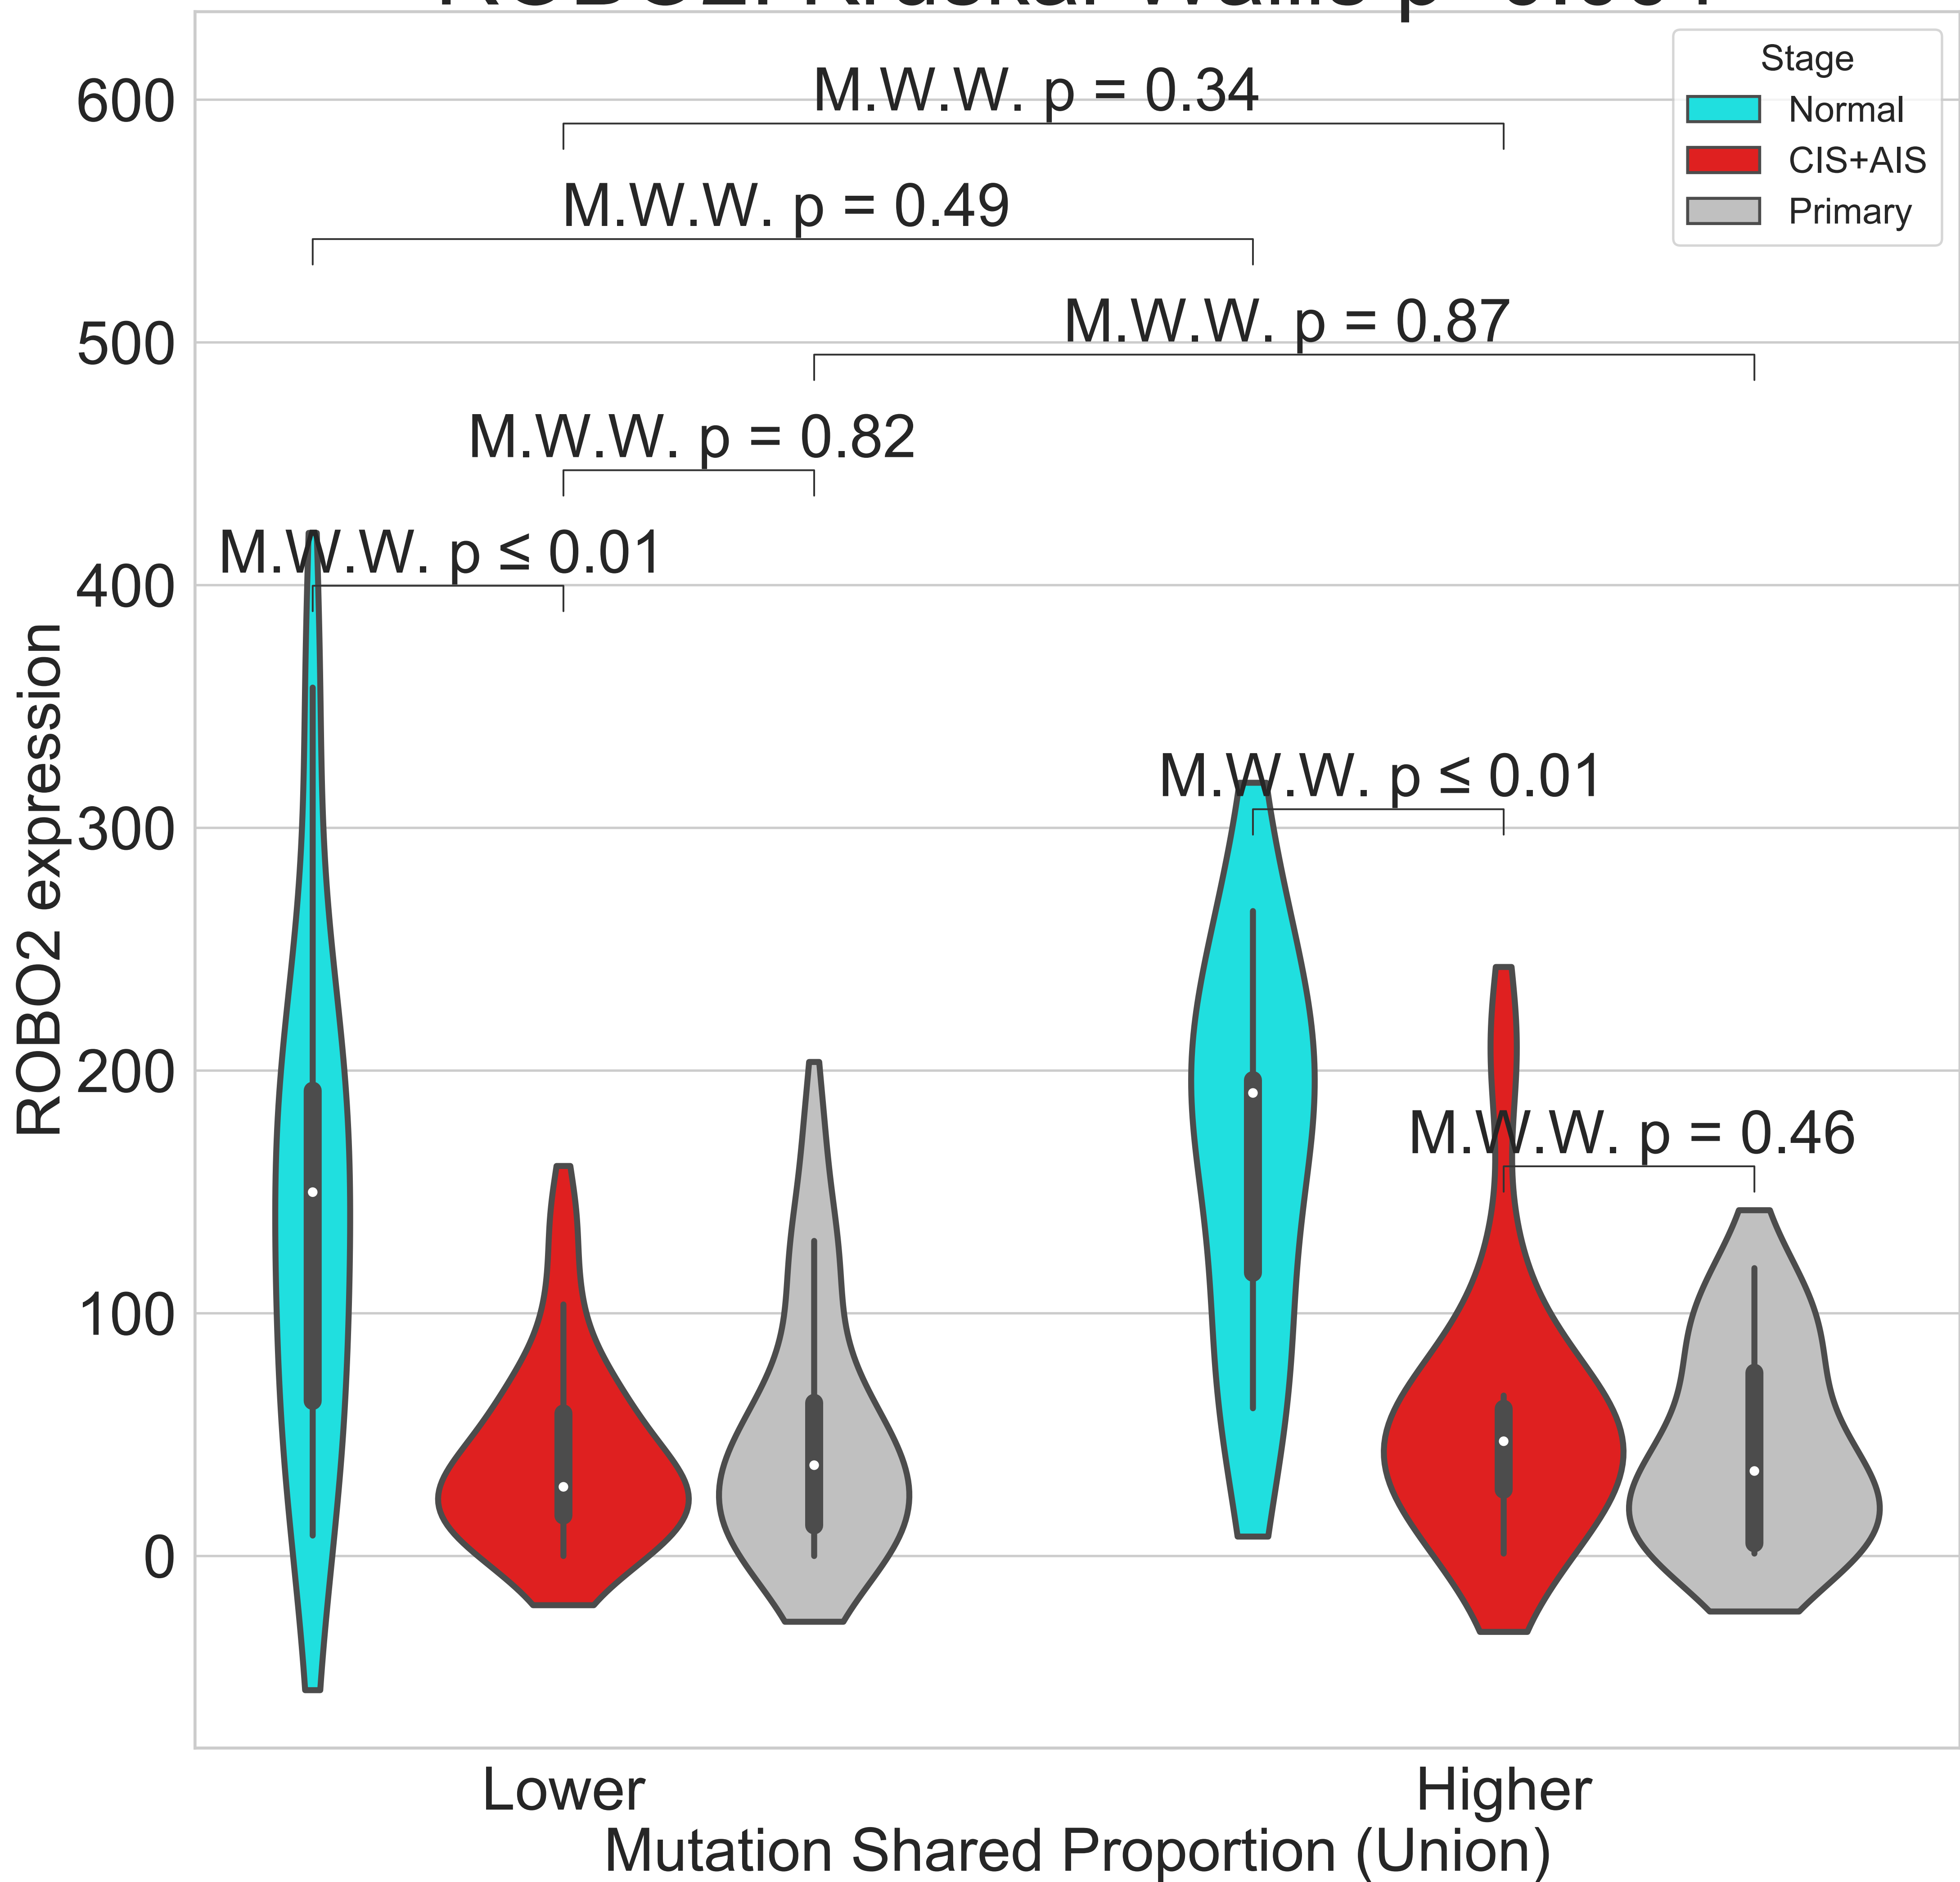 Stage
Normal
CIS+AIS
Primary
M.W.W. p = 0.34
M.W.W. p = 0.49
M.W.W. p = 0.87
M.W.W. p = 0.82
M.W.W. p ≤ 0.01
M.W.W. p ≤ 0.01
M.W.W. p = 0.46
600
500
400
300
200
100
0
ROBO2 expression
Lower
Higher
Mutation Shared Proportion (Union)